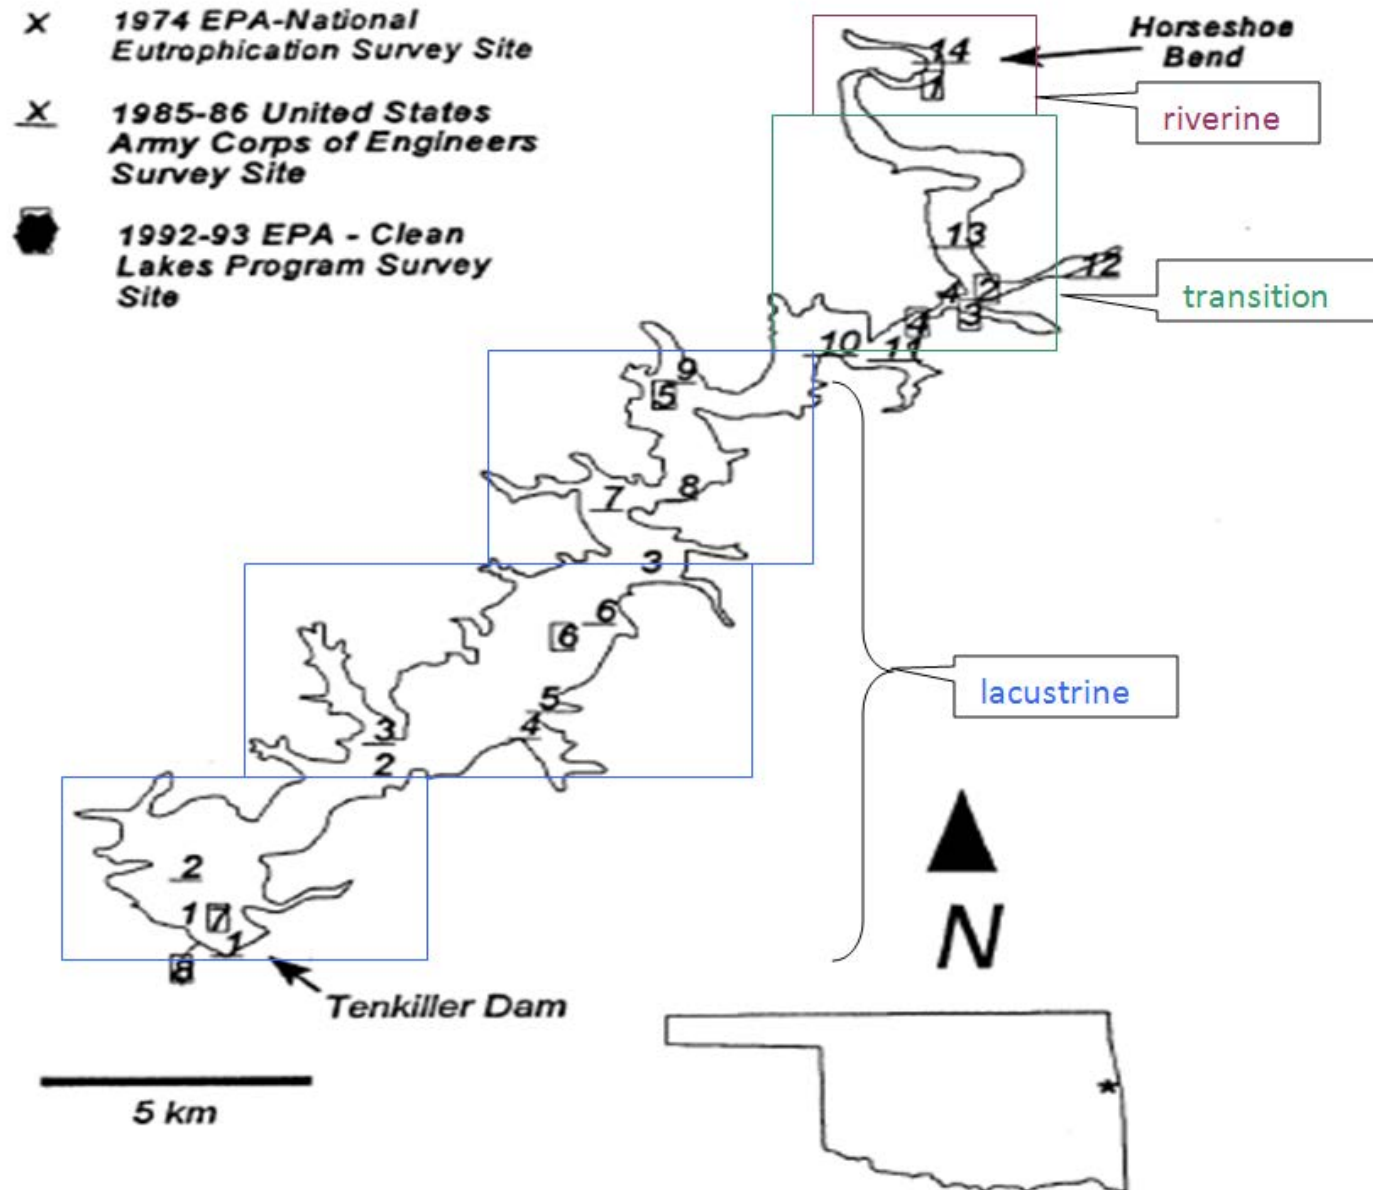 X 1974 EPA-National
Eutrophication Survey Site
X 1985-86 United States
Army Corps of Engineers
Survey Site
1992-93 EPA - Clean
Lakes Program Survey
Site
Horseshoe
Bend
14
1
riverine
13
12
2
4
3
4
transition
10
11
9
5
8
7
3
6
6
5
4
lacustrine
3
2
2
1
7
1
8
Tenkiller Dam
N
5 km
*